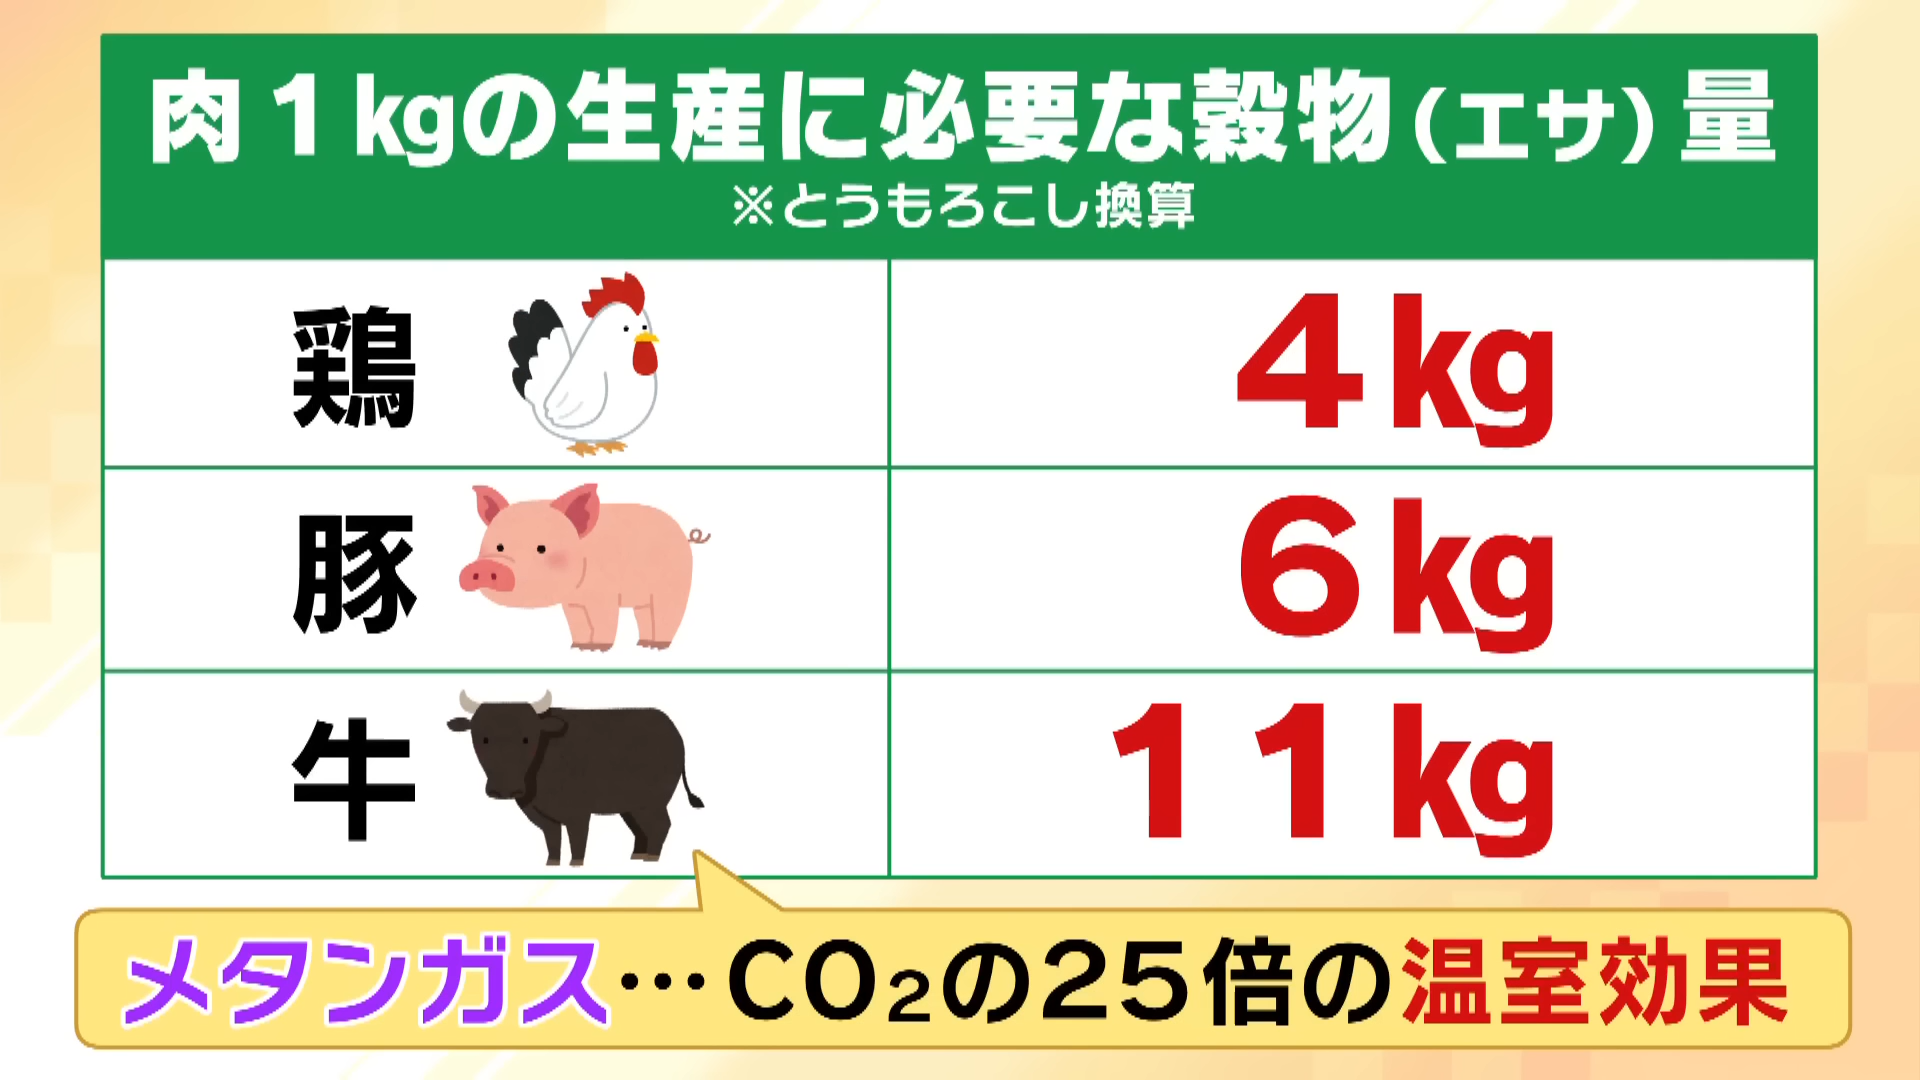 肉1kgの生産に必要な穀物(エサ)量
※とうもろこし換算
鶏 4kg
豚 6kg
牛 11kg
メタンガス…CO₂の25倍の温室効果